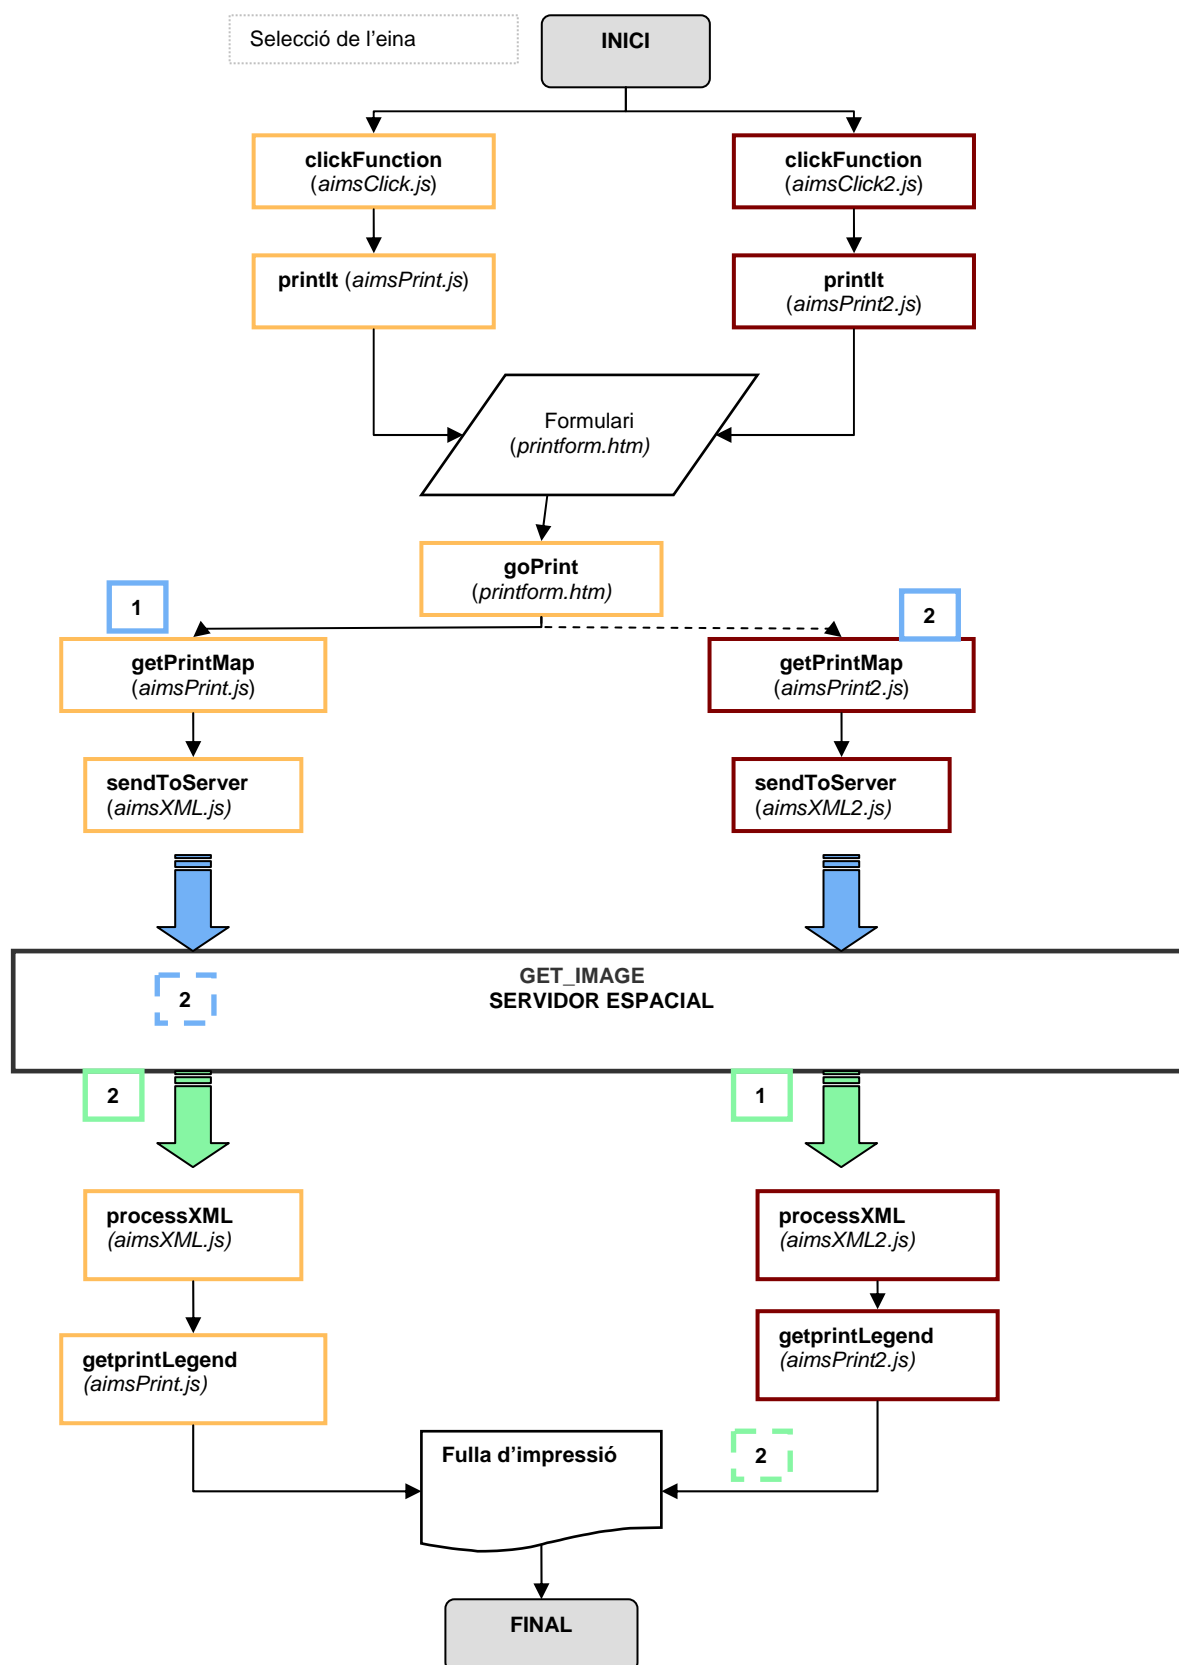 Selecció de l'eina
INICI
clickFunction
(aimsClick.js)
clickFunction
(aimsClick2.js)
printIt (aimsPrint.js)
printIt
(aimsPrint2.js)
Formulari
(printform.htm)
goPrint
(printform.htm)
1
2
getPrintMap
(aimsPrint.js)
getPrintMap
(aimsPrint2.js)
sendToServer
(aimsXML.js)
sendToServer
(aimsXML2.js)
GET_IMAGE
SERVIDOR ESPACIAL
2
2
1
processXML
(aimsXML.js)
processXML
(aimsXML2.js)
getprintLegend
(aimsPrint.js)
getprintLegend
(aimsPrint2.js)
Fulla d'impressió
2
FINAL